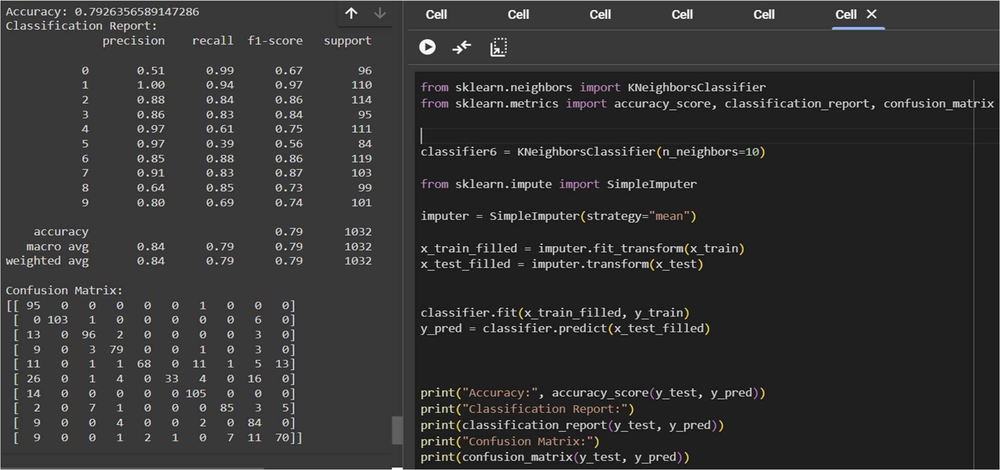 Accuracy: 0.7926356589147286
Classification Report:
precision recall f1-score support
0 0.51 0.99 0.67 96
1 1.00 0.94 0.97 110
2 0.88 0.84 0.86 114
3 0.86 0.83 0.84 95
4 0.97 0.61 0.75 111
5 0.97 0.39 0.56 84
6 0.85 0.88 0.86 119
7 0.91 0.83 0.87 103
8 0.64 0.85 0.73 99
9 0.80 0.69 0.74 101
accuracy 0.79 1032
macro avg 0.84 0.79 0.79 1032
weighted avg 0.84 0.79 0.79 1032
Confusion Matrix:
[[ 95 0 0 0 0 0 1 0 0 0]
[ 0 103 1 0 0 0 0 0 6 0]
[ 13 0 96 2 0 0 0 0 3 0]
[ 9 0 3 79 0 0 1 0 3 0]
[ 11 0 1 1 68 0 11 1 5 13]
[ 26 0 1 4 0 33 4 0 16 0]
[ 14 0 0 0 0 0 105 0 0 0]
[ 2 0 7 1 0 0 0 85 3 5]
[ 9 0 0 4 0 0 2 0 84 0]
[ 9 0 0 1 2 1 0 7 11 70]]
Cell Cell Cell Cell Cell Cell
from sklearn.neighbors import KNeighborsClassifier
from sklearn.metrics import accuracy_score, classification_report, confusion_matrix
classifier6 = KNeighborsClassifier(n_neighbors=10)
from sklearn.impute import SimpleImputer
imputer = SimpleImputer(strategy="mean")
x_train_filled = imputer.fit_transform(x_train)
x_test_filled = imputer.transform(x_test)
classifier.fit(x_train_filled, y_train)
y_pred = classifier.predict(x_test_filled)
print("Accuracy:", accuracy_score(y_test, y_pred))
print("Classification Report:")
print(classification_report(y_test, y_pred))
print("Confusion Matrix:")
print(confusion_matrix(y_test, y_pred))